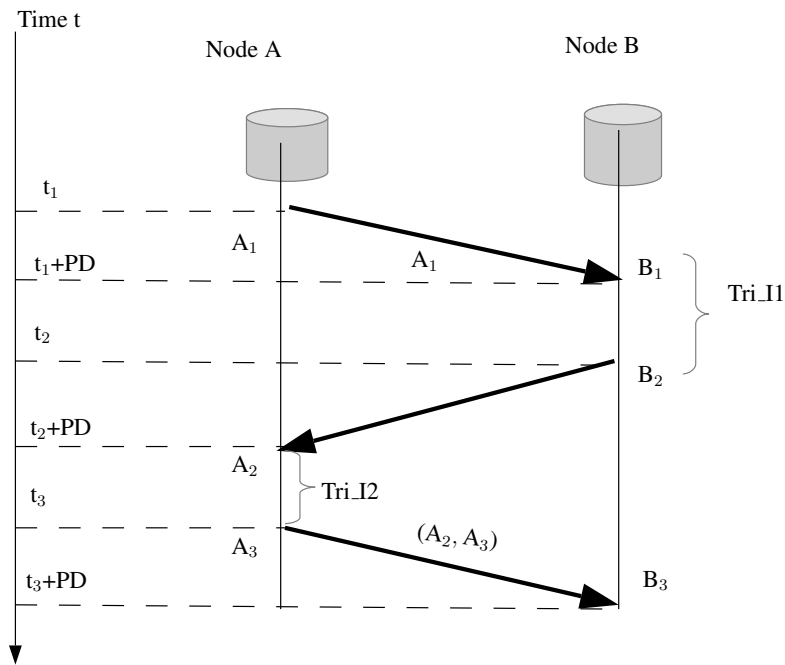 Time t
Node A
Node B
t₁
A₁
A₁
t₁+PD
B₁
Tri_I1
t₂
B₂
t₂+PD
A₂
Tri_I2
t₃
A₃
(A₂, A₃)
t₃+PD
B₃